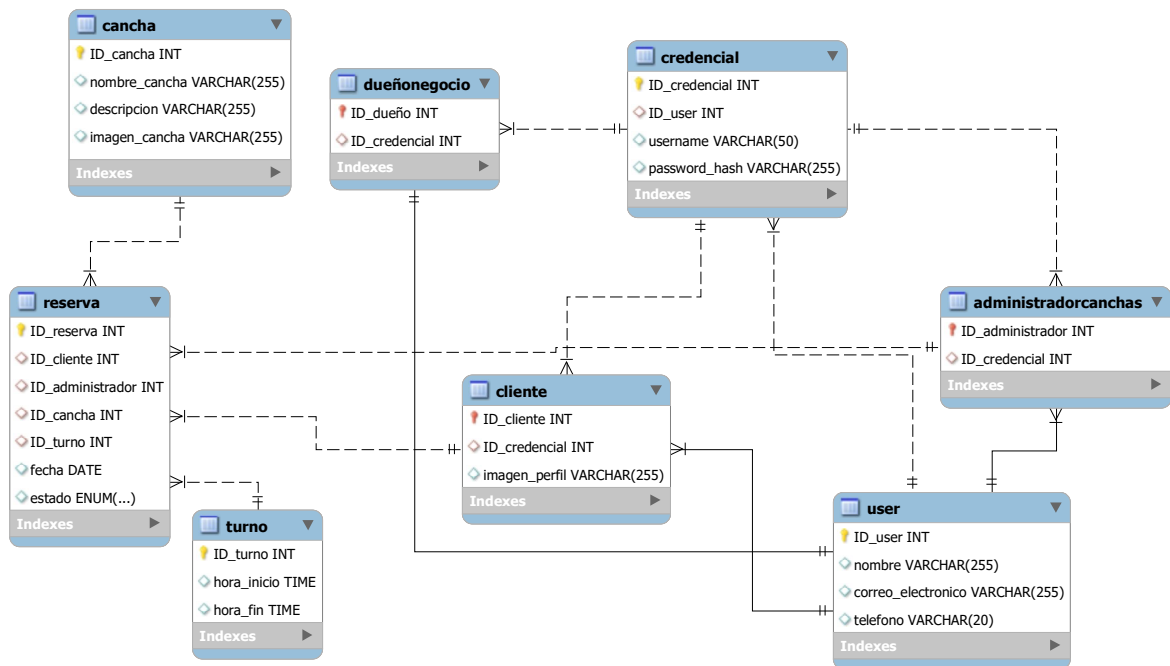 cancha
ID_cancha INT
nombre_cancha VARCHAR(255)
descripcion VARCHAR(255)
imagen_cancha VARCHAR(255)
Indexes
dueñonegocio
ID_dueño INT
ID_credencial INT
Indexes
credencial
ID_credencial INT
ID_user INT
username VARCHAR(50)
password_hash VARCHAR(255)
Indexes
reserva
ID_reserva INT
ID_cliente INT
ID_administrador INT
ID_cancha INT
ID_turno INT
fecha DATE
estado ENUM(...)
Indexes
administradorcanchas
ID_administrador INT
ID_credencial INT
Indexes
cliente
ID_cliente INT
ID_credencial INT
imagen_perfil VARCHAR(255)
Indexes
turno
ID_turno INT
hora_inicio TIME
hora_fin TIME
Indexes
user
ID_user INT
nombre VARCHAR(255)
correo_electronico VARCHAR(255)
telefono VARCHAR(20)
Indexes